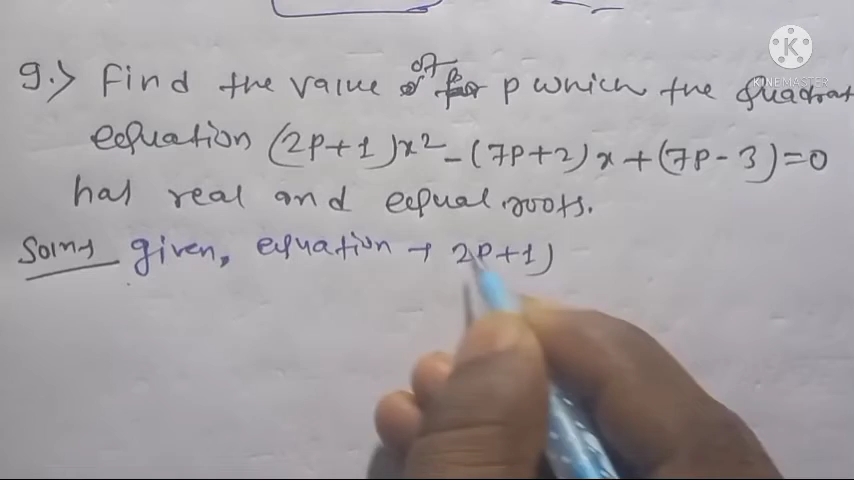 K
KINEMASTER
9.) Find the value of p which the quadrat
equation (2P+1)x² - (7P+2)x + (7P-3)=0
has real and equal roots.
given, equation → 2P+1)